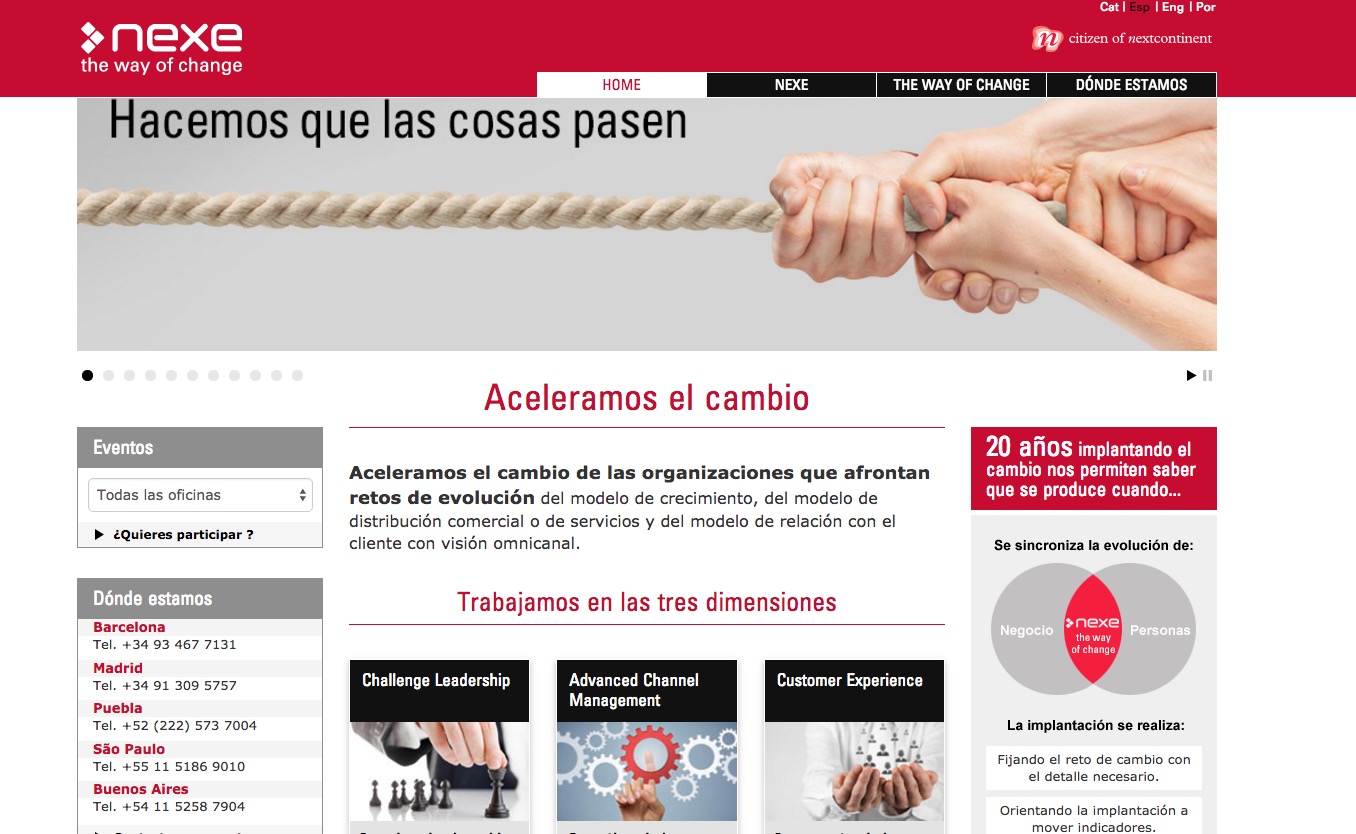 Cat | Esp | Eng | Por
nexe
the way of change
citizen of nextcontinent
HOME
NEXE
THE WAY OF CHANGE
DÓNDE ESTAMOS
Hacemos que las cosas pasen
Aceleramos el cambio
Eventos
Todas las oficinas
¿Quieres participar ?
Dónde estamos
Barcelona
Tel. +34 93 467 7131
Madrid
Tel. +34 91 309 5757
Puebla
Tel. +52 (222) 573 7004
São Paulo
Tel. +55 11 5186 9010
Buenos Aires
Tel. +54 11 5258 7904
Aceleramos el cambio de las organizaciones que afrontan
retos de evolución del modelo de crecimiento, del modelo de
distribución comercial o de servicios y del modelo de relación con el
cliente con visión omnicanal.
Trabajamos en las tres dimensiones
Challenge Leadership
Advanced Channel
Management
Customer Experience
20 años implantando el
cambio nos permiten saber
que se produce cuando...
Se sincroniza la evolución de:
Negocio
nexe
the way
of change
Personas
La implantación se realiza:
Fijando el reto de cambio con
el detalle necesario.
Orientando la implantación a
mover indicadores.